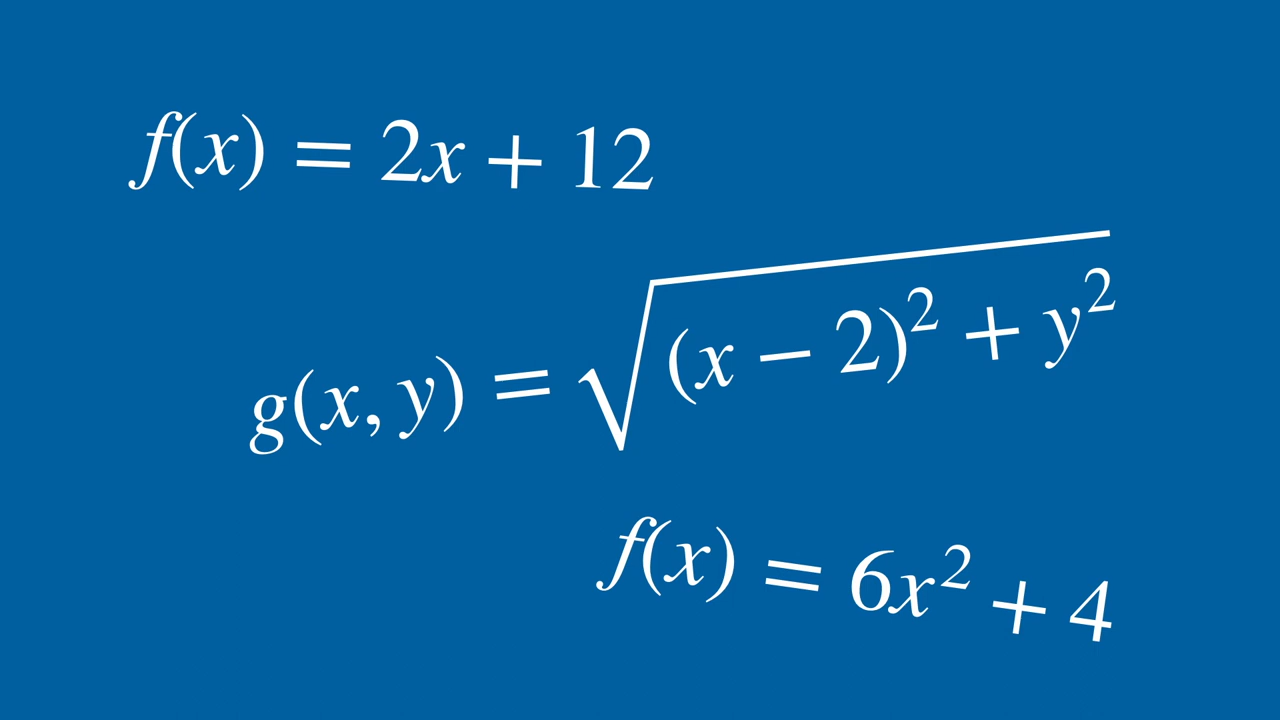 f(x) = 2x + 12
g(x, y) = √(x − 2)² + y²
f(x) = 6x² + 4